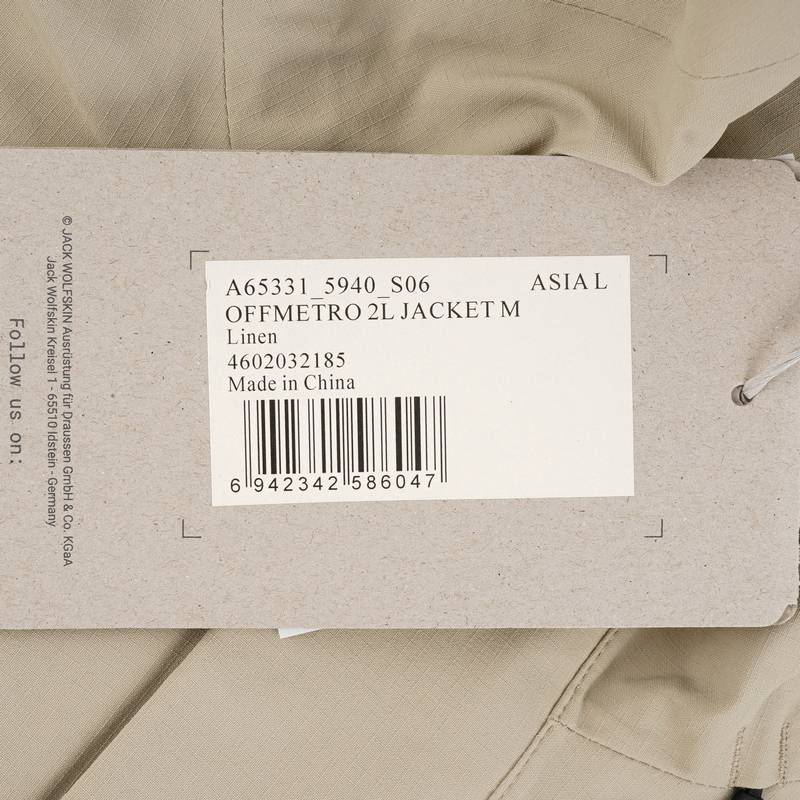 A65331_5940_S06 ASIA L
OFFMETRO 2L JACKET M
Linen
4602032185
Made in China
6 942342 586047
© JACK WOLFSKIN Ausrüstung für Draussen GmbH & Co. KGaA
Jack Wolfskin Kreisel 1 - 65510 Idstein - Germany
Follow us on: